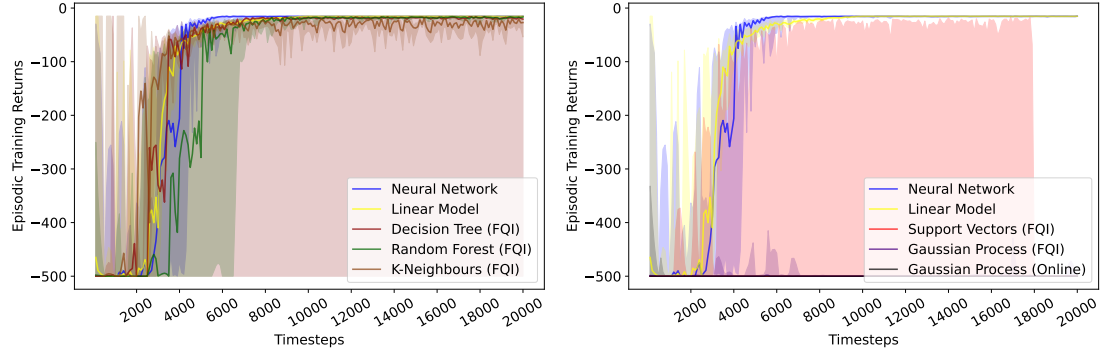 0
−100
−200
−300
−400
−500
Episodic Training Returns
2000
4000
6000
8000
10000
12000
14000
16000
18000
20000
Timesteps
Neural Network
Linear Model
Decision Tree (FQI)
Random Forest (FQI)
K-Neighbours (FQI)
0
−100
−200
−300
−400
−500
Episodic Training Returns
2000
4000
6000
8000
10000
12000
14000
16000
18000
20000
Timesteps
Neural Network
Linear Model
Support Vectors (FQI)
Gaussian Process (FQI)
Gaussian Process (Online)